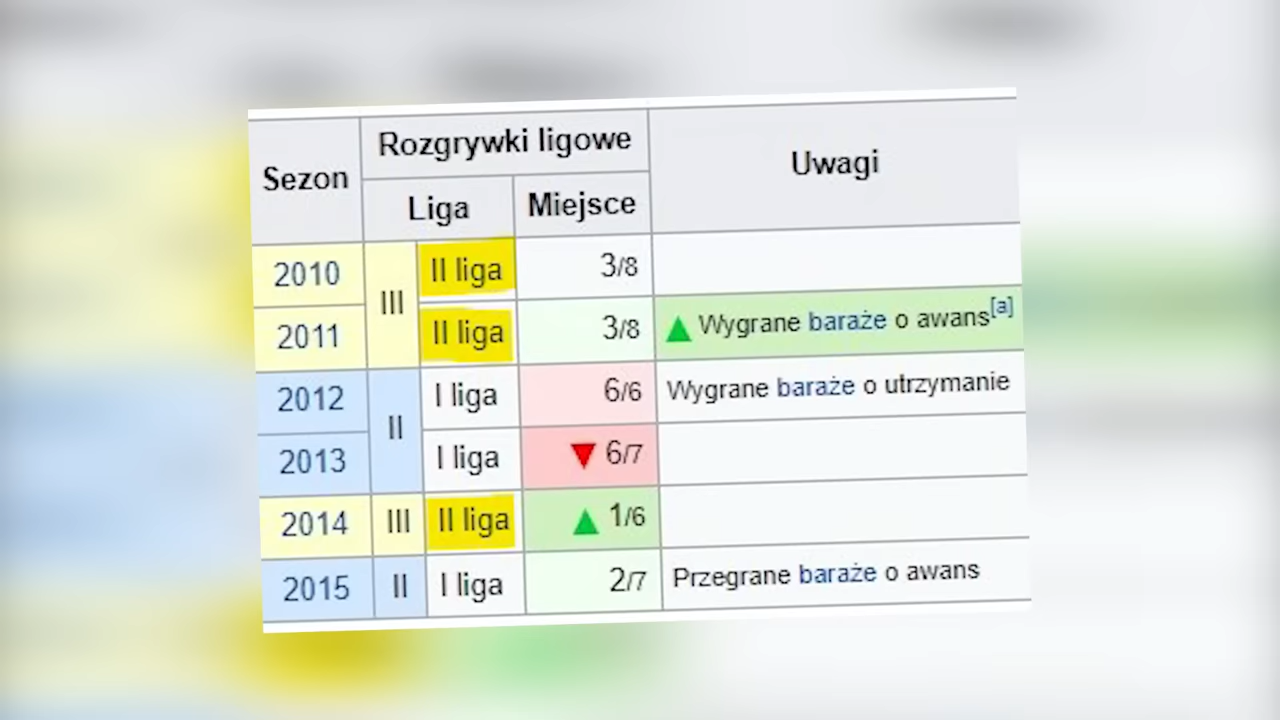 Sezon Rozgrywki ligowe Uwagi
Liga Miejsce
2010 III II liga 3/8
2011 II liga 3/8 ▲ Wygrane baraże o awans[a]
2012 II I liga 6/6 Wygrane baraże o utrzymanie
2013 I liga ▼ 6/7
2014 III II liga ▲ 1/6
2015 II I liga 2/7 Przegrane baraże o awans